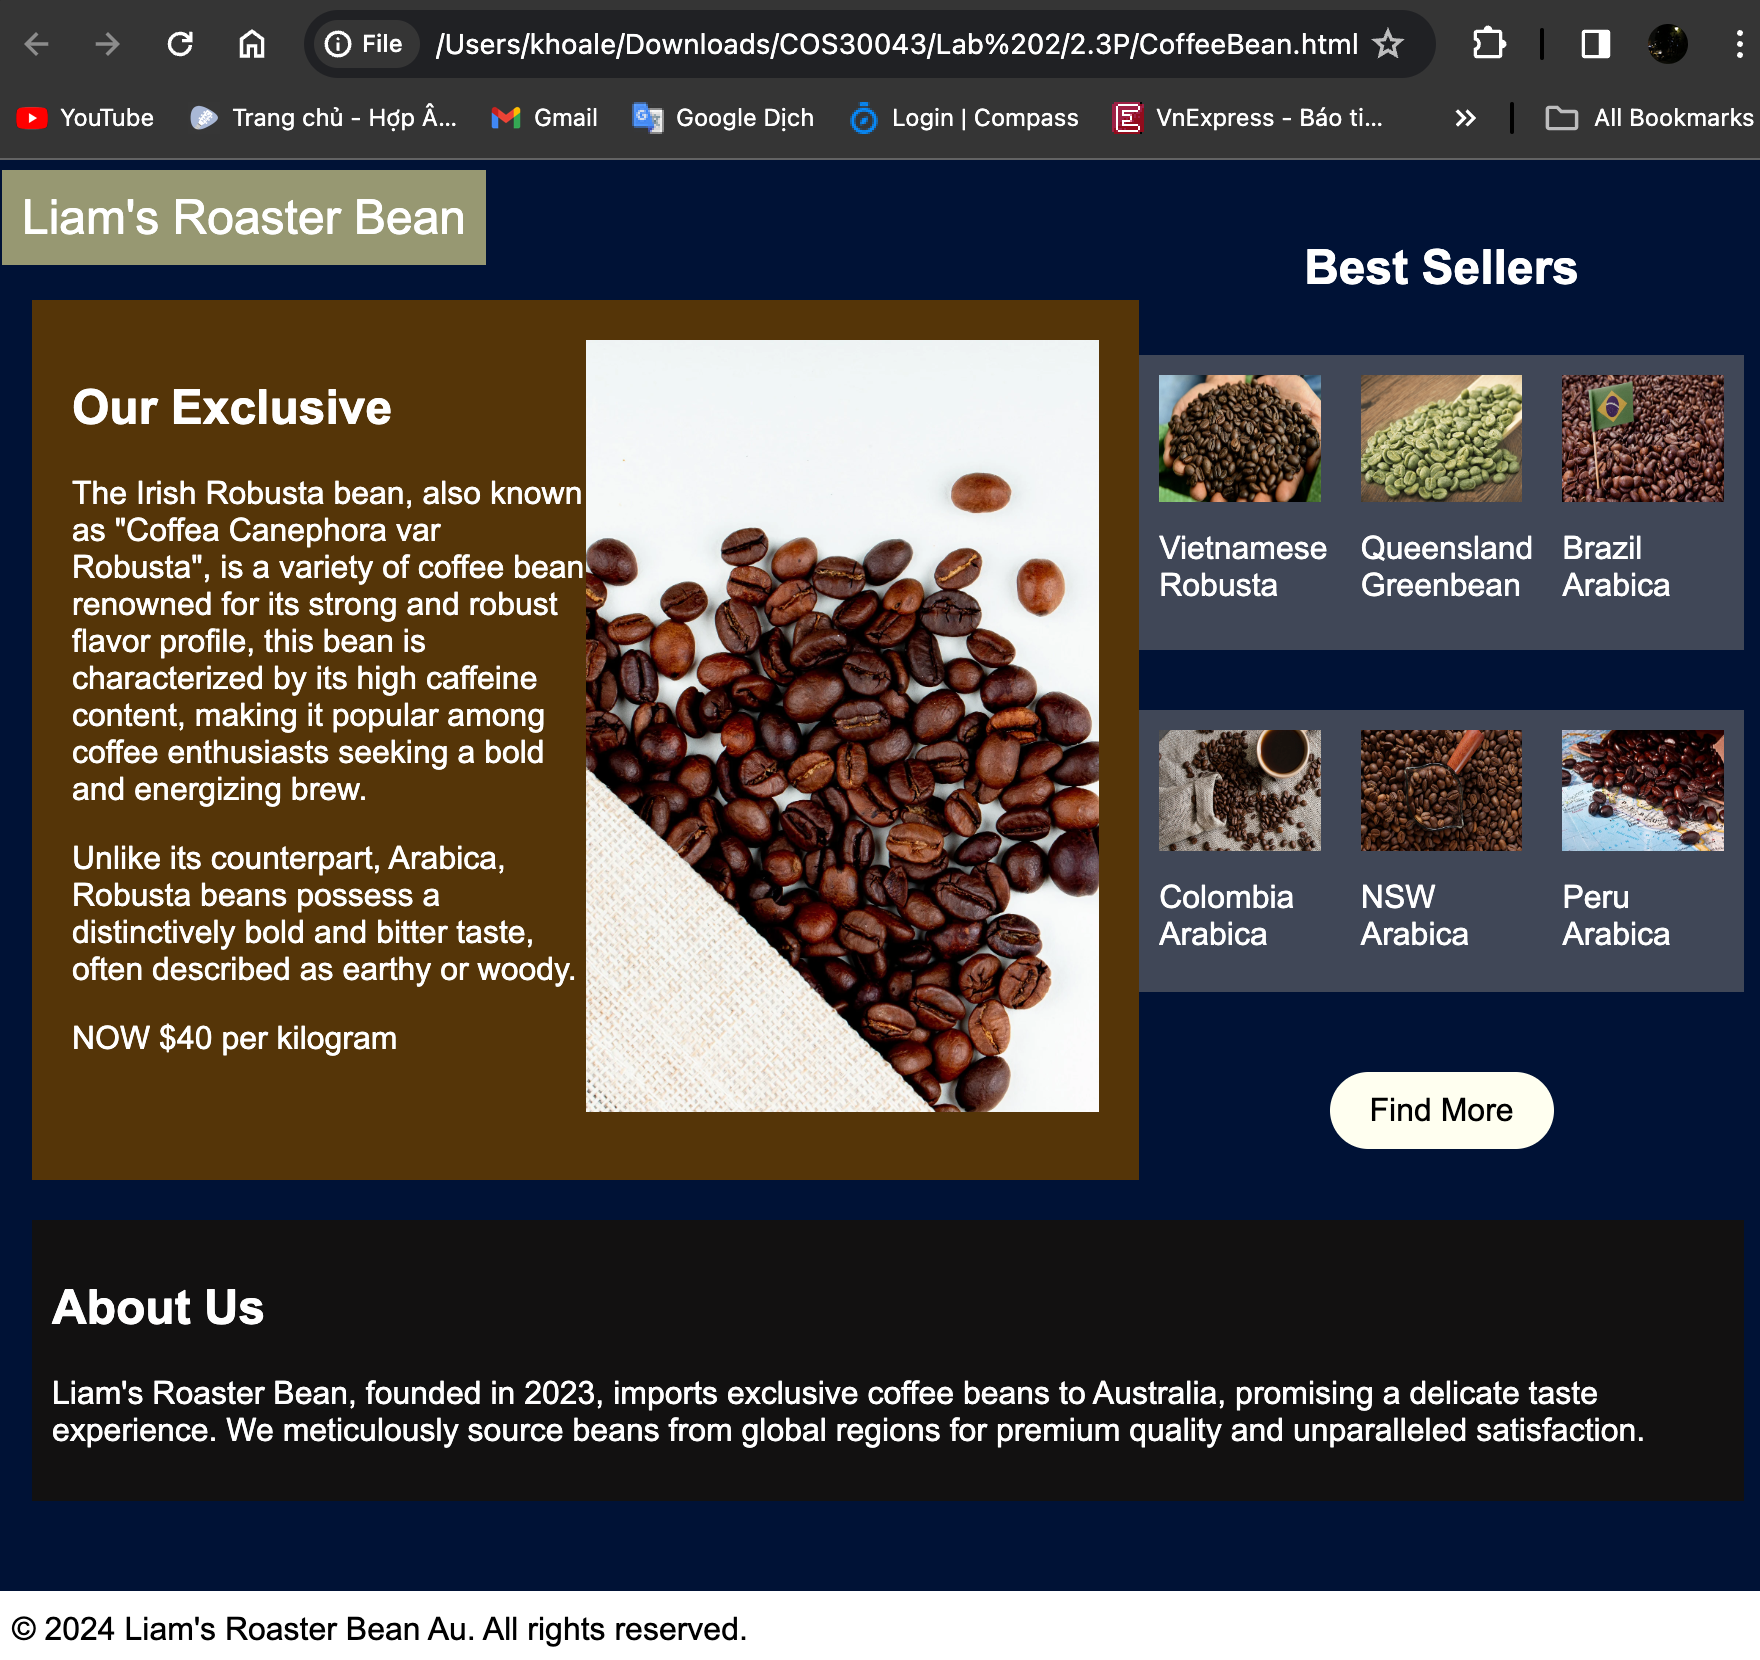 File /Users/khoale/Downloads/COS30043/Lab%202/2.3P/CoffeeBean.html
YouTube Trang chủ - Hợp Â... Gmail Google Dịch Login | Compass VnExpress - Báo ti... All Bookmarks
Liam's Roaster Bean
Our Exclusive
The Irish Robusta bean, also known
as "Coffea Canephora var
Robusta", is a variety of coffee bean
renowned for its strong and robust
flavor profile, this bean is
characterized by its high caffeine
content, making it popular among
coffee enthusiasts seeking a bold
and energizing brew.
Unlike its counterpart, Arabica,
Robusta beans possess a
distinctively bold and bitter taste,
often described as earthy or woody.
NOW $40 per kilogram
Best Sellers
Vietnamese
Robusta
Queensland
Greenbean
Brazil
Arabica
Colombia
Arabica
NSW
Arabica
Peru
Arabica
Find More
About Us
Liam's Roaster Bean, founded in 2023, imports exclusive coffee beans to Australia, promising a delicate taste
experience. We meticulously source beans from global regions for premium quality and unparalleled satisfaction.
© 2024 Liam's Roaster Bean Au. All rights reserved.